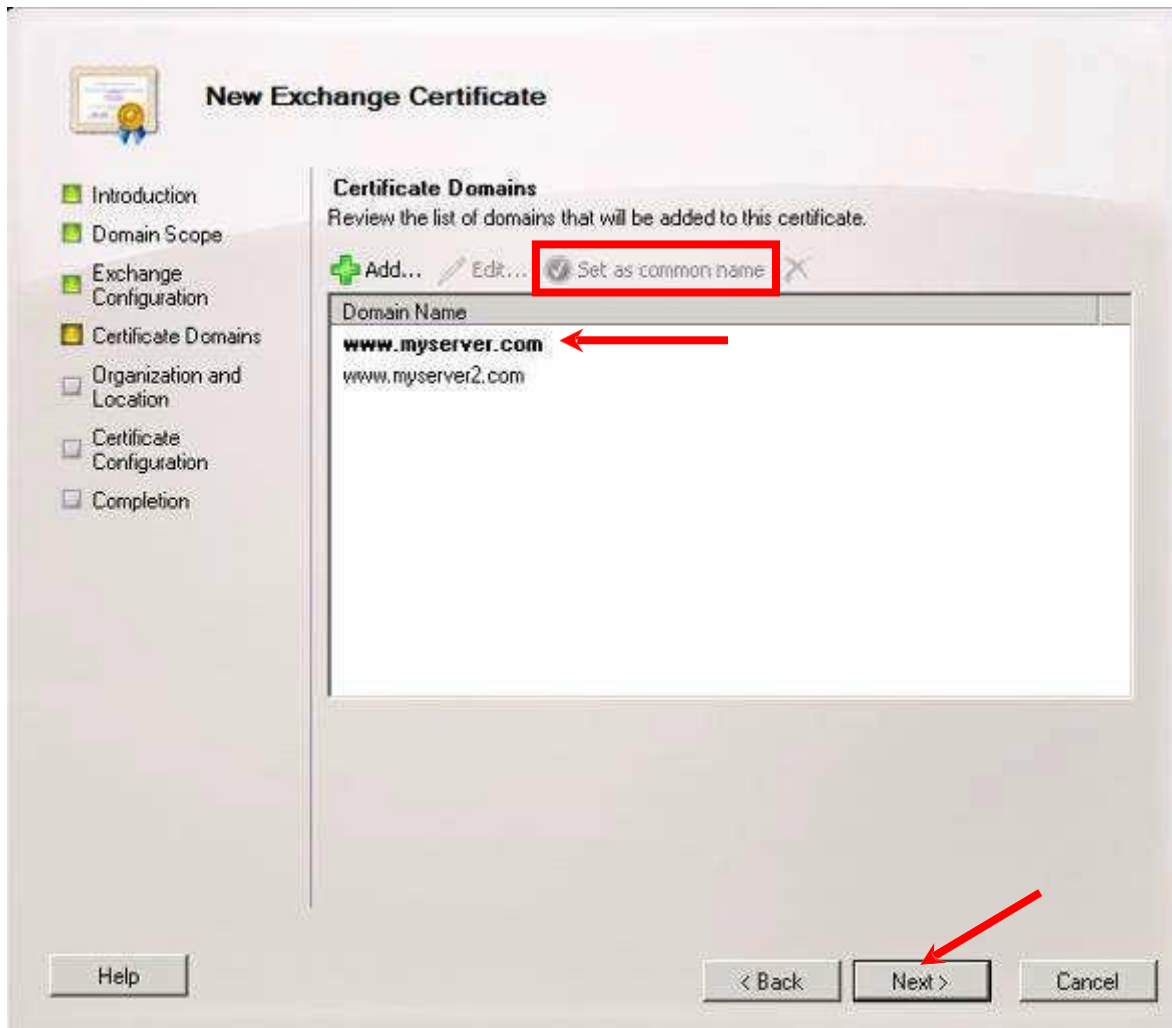 New Exchange Certificate
Introduction
Domain Scope
Exchange
Configuration
Certificate Domains
Organization and
Location
Certificate
Configuration
Completion
Certificate Domains
Review the list of domains that will be added to this certificate.
Add... Edit... Set as common name
Domain Name
www.myserver.com
www.myserver2.com
Help < Back Next > Cancel